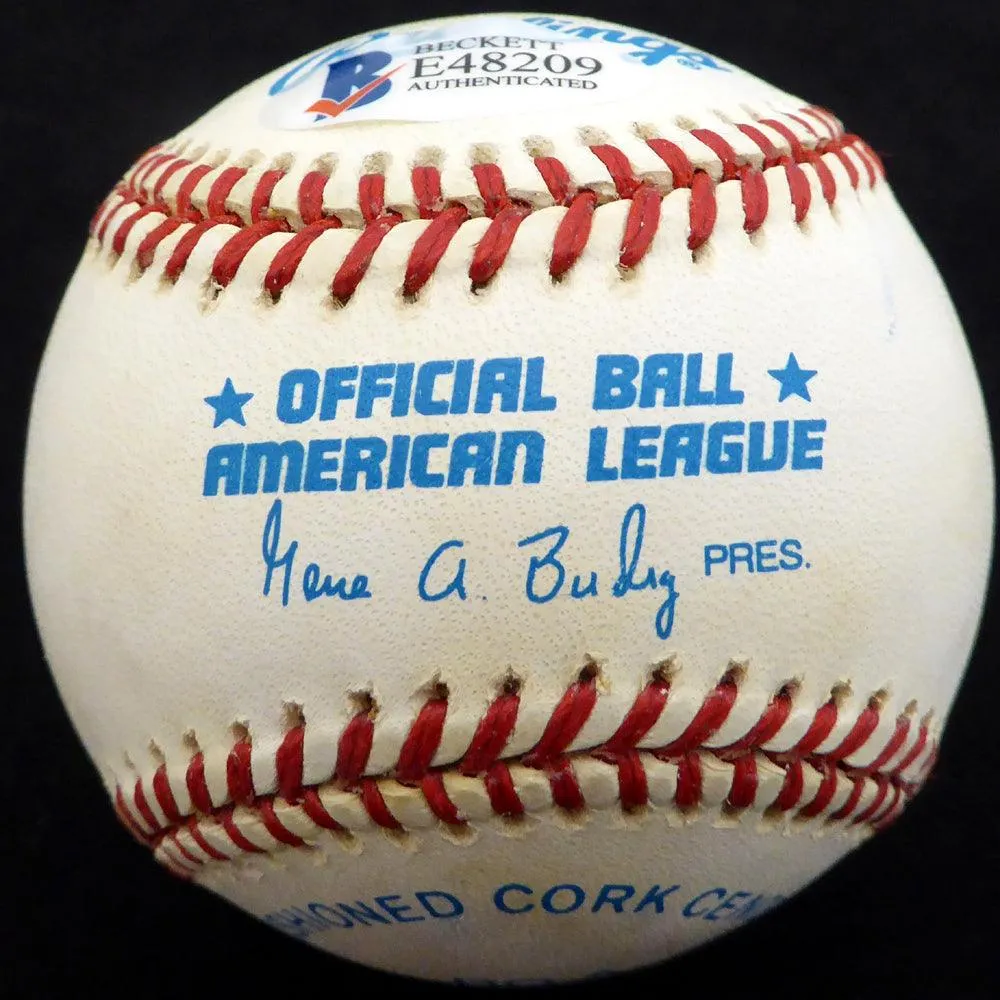 BECKETT
E48209
AUTHENTICATED
★ OFFICIAL BALL ★
AMERICAN LEAGUE
Gene A. Budig PRES.
CORK